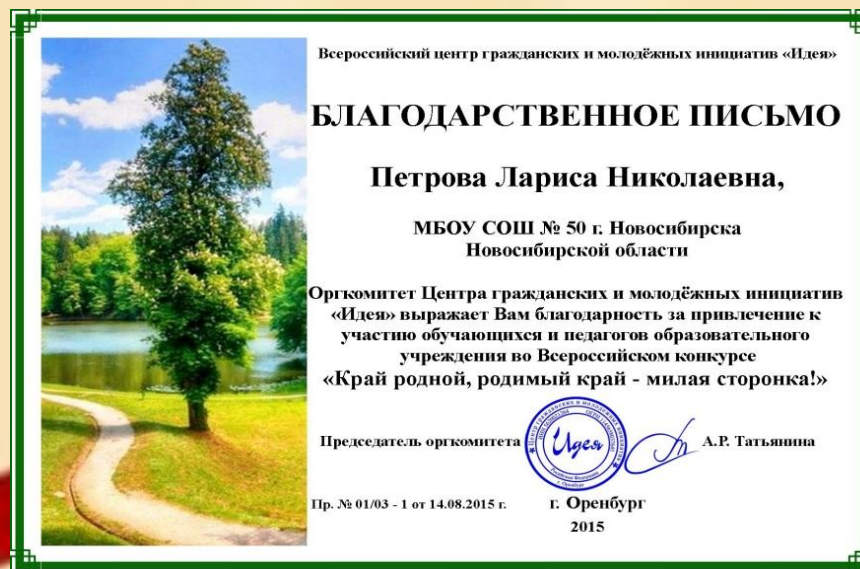 Всероссийский центр гражданских и молодёжных инициатив «Идея»
БЛАГОДАРСТВЕННОЕ ПИСЬМО
Петрова Лариса Николаевна,
МБОУ СОШ № 50 г. Новосибирска
Новосибирской области
Оргкомитет Центра гражданских и молодёжных инициатив
«Идея» выражает Вам благодарность за привлечение к
участию обучающихся и педагогов образовательного
учреждения во Всероссийском конкурсе
«Край родной, родимый край - милая сторонка!»
Председатель оргкомитета
Идея
А.Р. Татьянина
Пр. № 01/03 - 1 от 14.08.2015 г.
г. Оренбург
2015